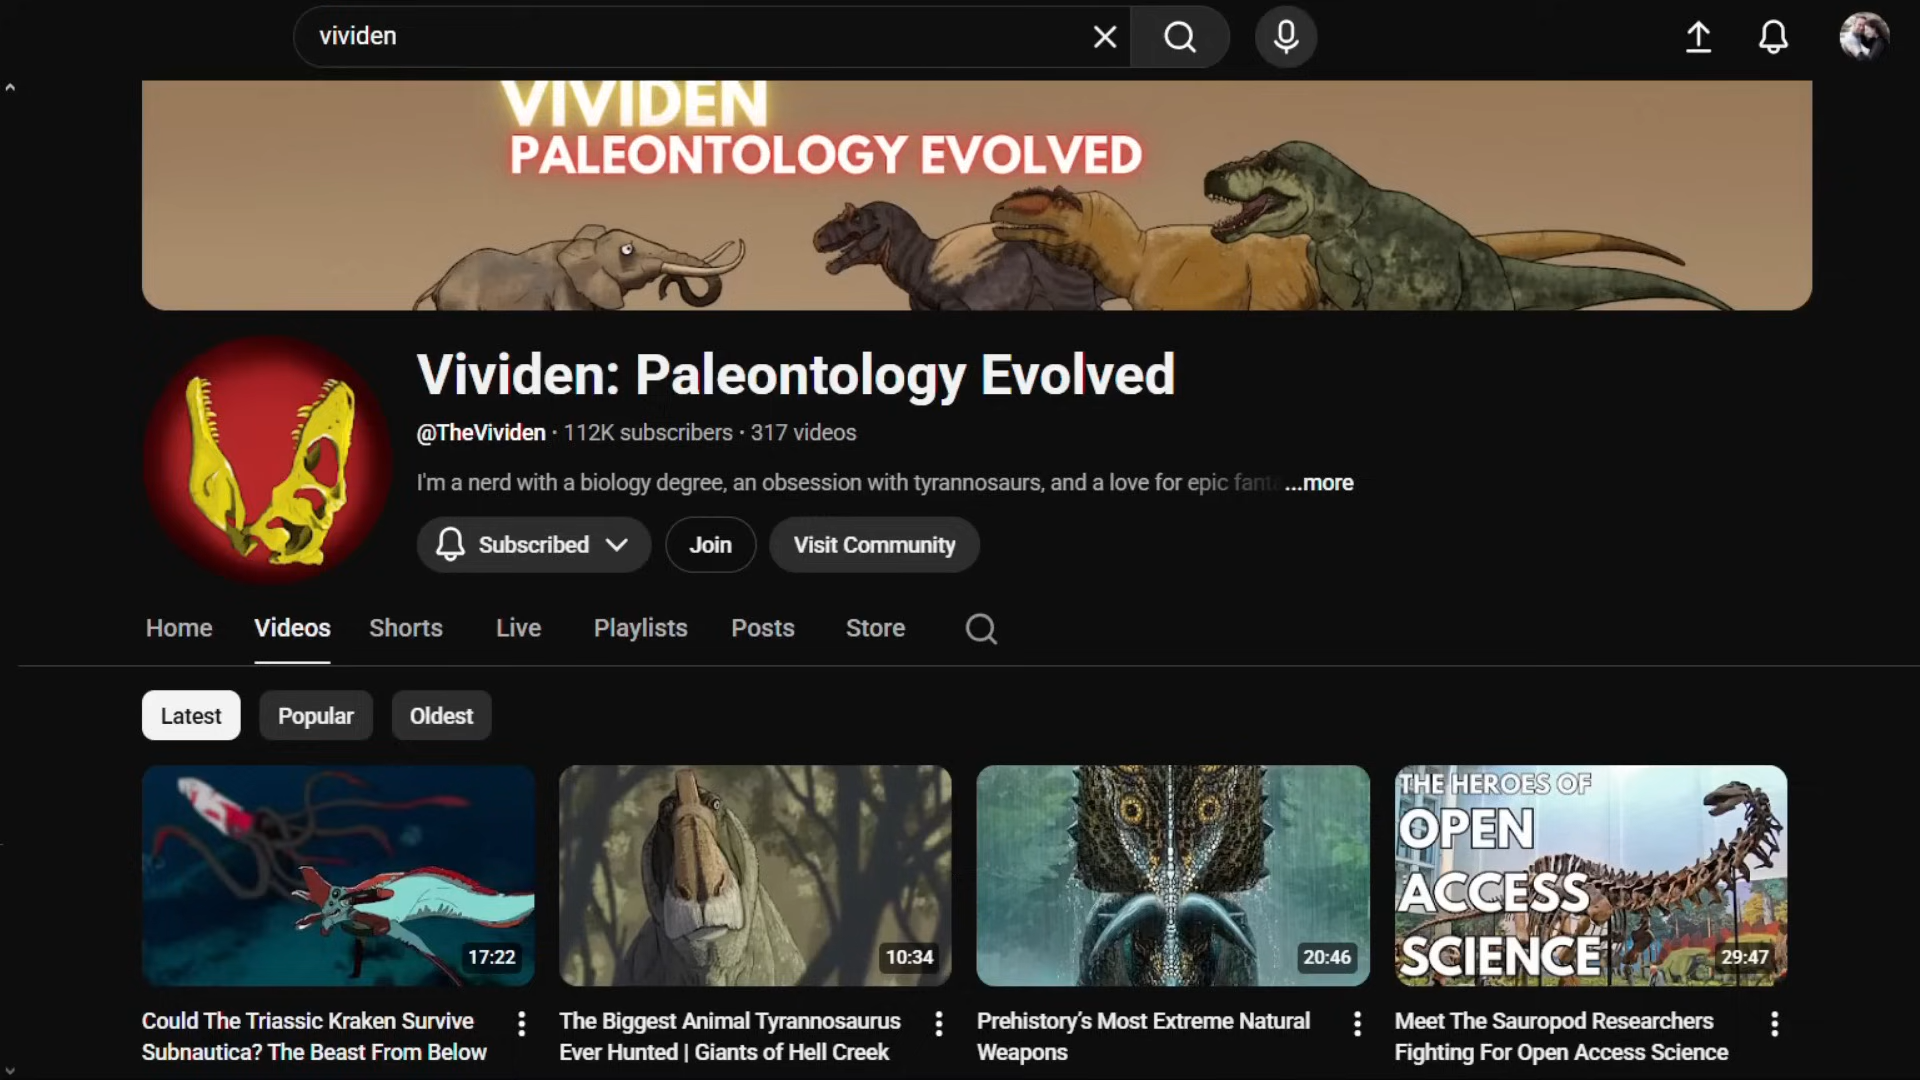 vividen
VIVIDEN
PALEONTOLOGY EVOLVED
Vividen: Paleontology Evolved
@TheVividen · 112K subscribers · 317 videos
I'm a nerd with a biology degree, an obsession with tyrannosaurs, and a love for epic fant ...more
Subscribed
Join
Visit Community
Home
Videos
Shorts
Live
Playlists
Posts
Store
Latest
Popular
Oldest
17:22
10:34
20:46
THE HEROES OF
OPEN
ACCESS
SCIENCE
29:47
Could The Triassic Kraken Survive
Subnautica? The Beast From Below
The Biggest Animal Tyrannosaurus
Ever Hunted | Giants of Hell Creek
Prehistory's Most Extreme Natural
Weapons
Meet The Sauropod Researchers
Fighting For Open Access Science